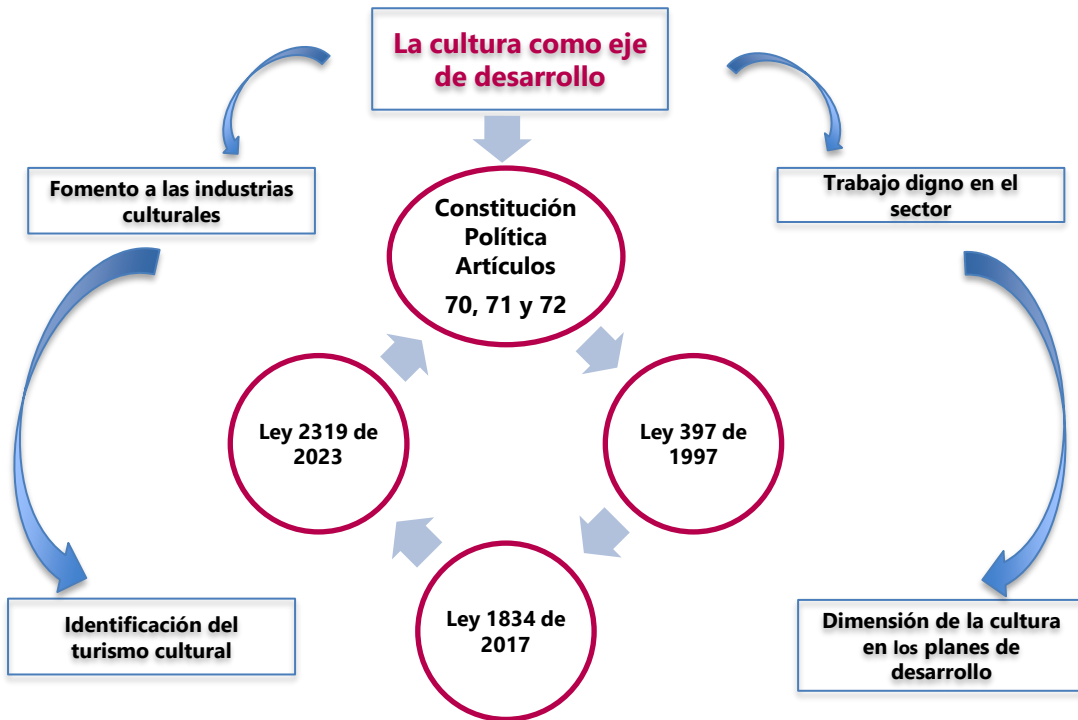 La cultura como eje
de desarrollo
Fomento a las industrias
culturales
Trabajo digno en el
sector
Constitución
Política
Artículos
70, 71 y 72
Ley 2319 de
2023
Ley 397 de
1997
Ley 1834 de
2017
Identificación del
turismo cultural
Dimensión de la cultura
en los planes de
desarrollo